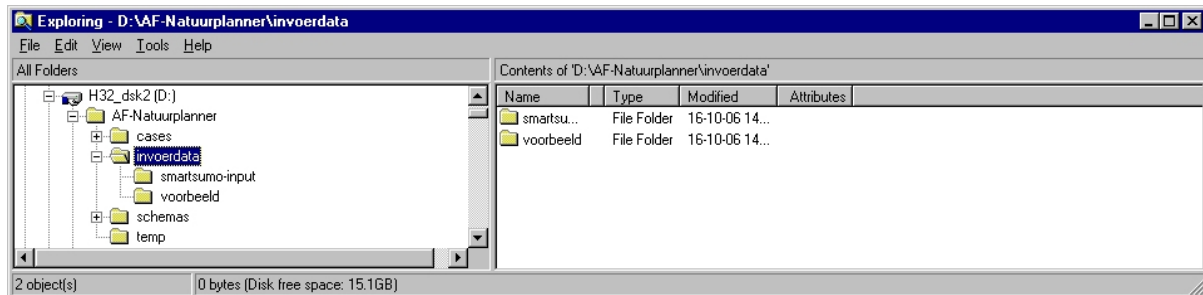 Exploring - D:\AF-Natuurplanner\invoerdata
File Edit View Tools Help
All Folders
Contents of 'D:\AF-Natuurplanner\invoerdata'
H32_dsk2 (D:)
AF-Natuurplanner
cases
invoerdata
smartsumo-input
voorbeeld
schemas
temp
Name Type Modified Attributes
smartsu... File Folder 16-10-06 14...
voorbeeld File Folder 16-10-06 14...
2 object(s) 0 bytes (Disk free space: 15.1GB)